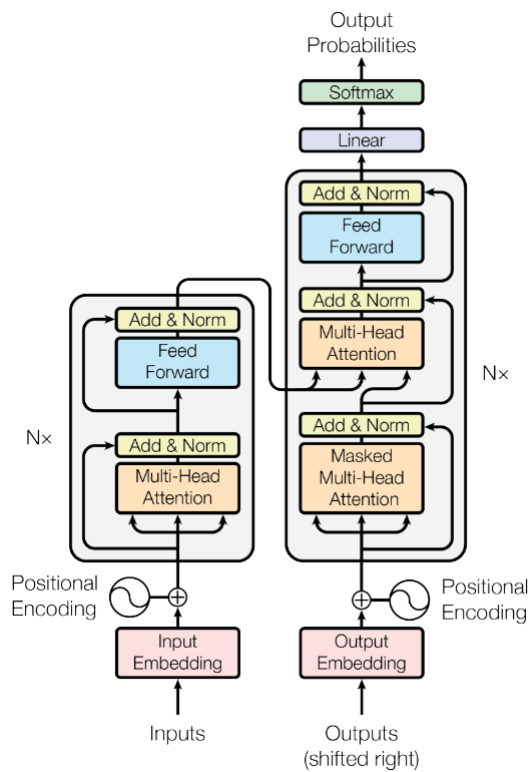 Output
Probabilities
Softmax
Linear
Add & Norm
Feed
Forward
Add & Norm
Multi-Head
Attention
Add & Norm
Masked
Multi-Head
Attention
N×
Add & Norm
Feed
Forward
N×
Add & Norm
Multi-Head
Attention
Positional
Encoding
Positional
Encoding
Input
Embedding
Output
Embedding
Inputs
Outputs
(shifted right)